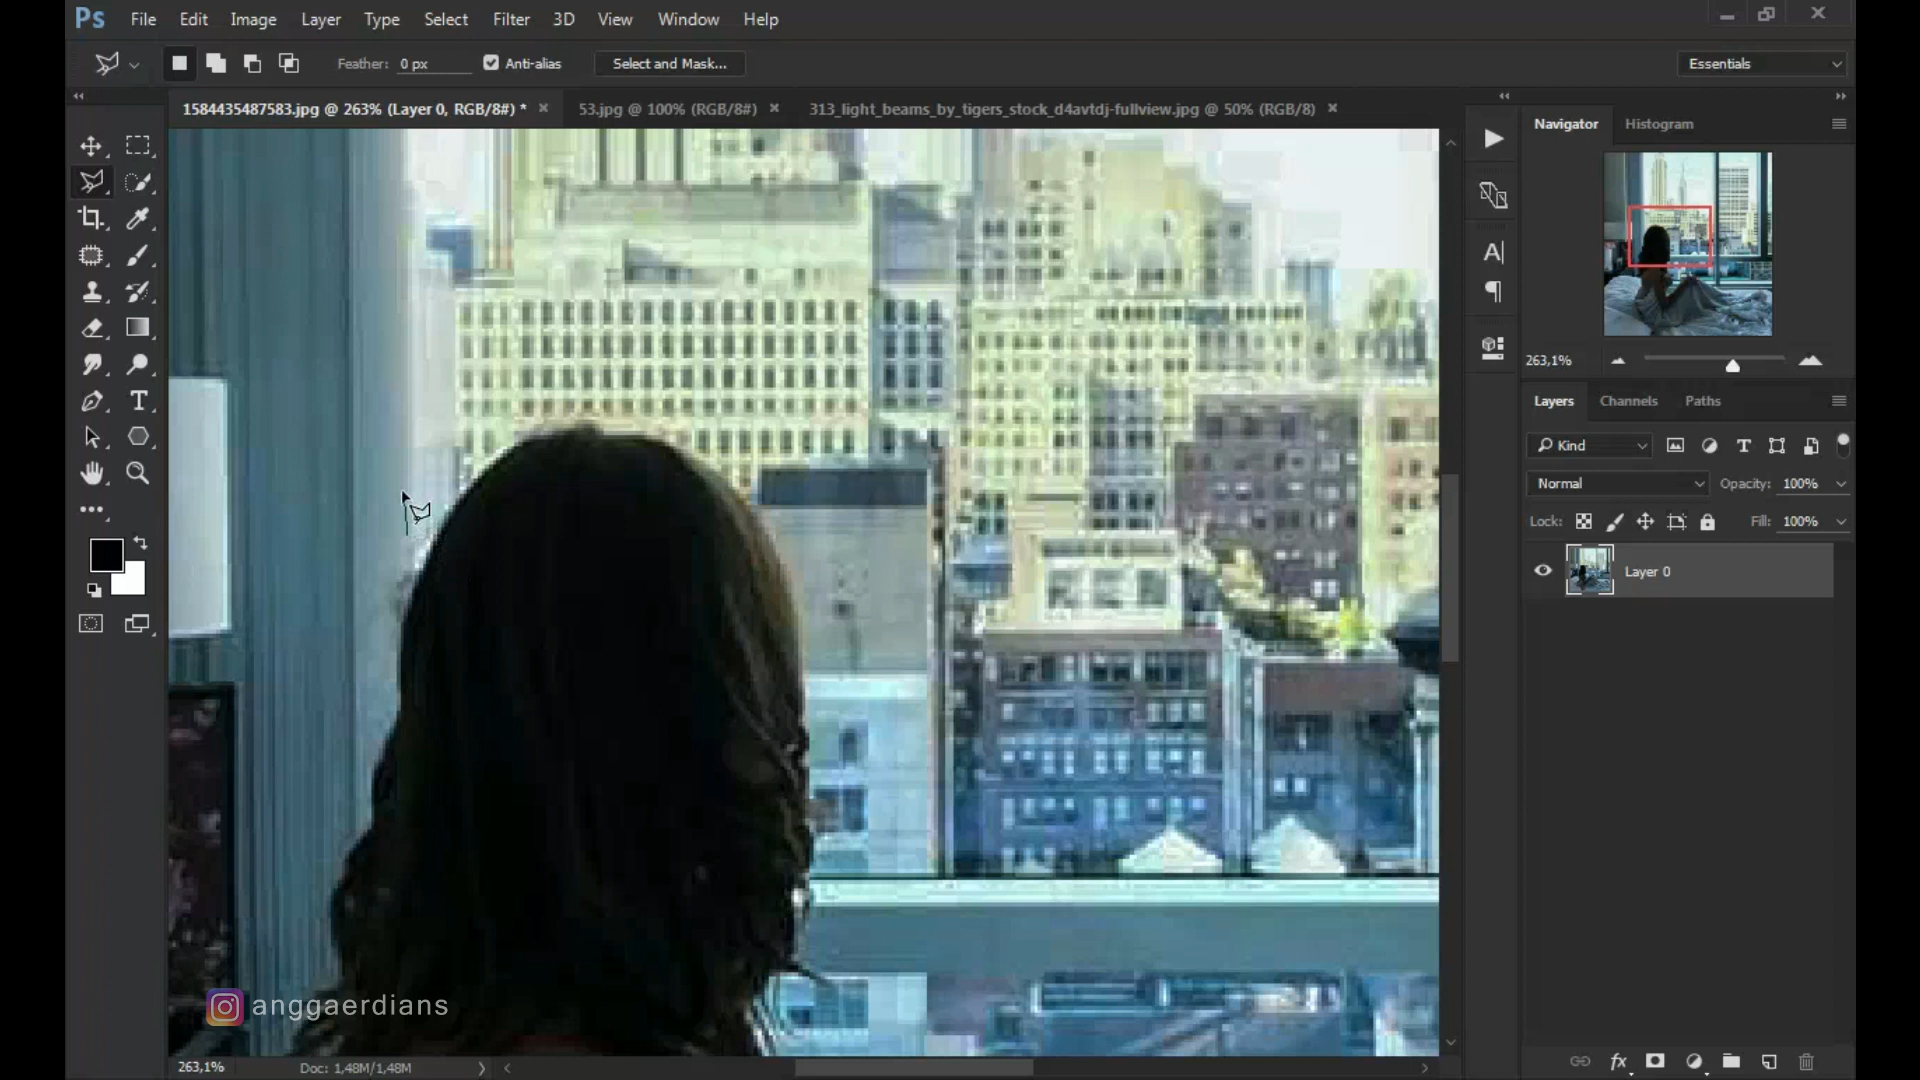 Ps File Edit Image Layer Type Select Filter 3D View Window Help
Feather: 0 px Anti-alias Select and Mask... Essentials
1584435487583.jpg @ 263% (Layer 0, RGB/8#) * 53.jpg @ 100% (RGB/8#) 313_light_beams_by_tigers_stock_d4avtdj-fullview.jpg @ 50% (RGB/8)
Navigator Histogram
263,1%
Layers Channels Paths
Kind
Normal Opacity: 100%
Lock: Fill: 100%
Layer 0
anggaerdians
263,1% Doc: 1,48M/1,48M